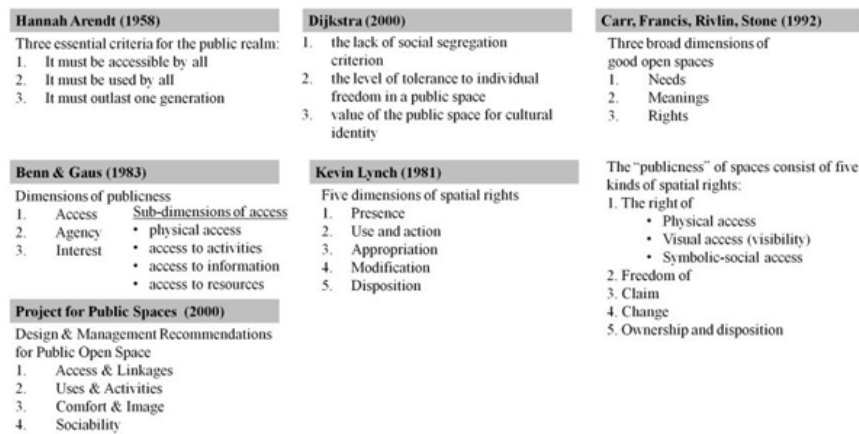 Hannah Arendt (1958)
Three essential criteria for the public realm:
1. It must be accessible by all
2. It must be used by all
3. It must outlast one generation
Dijkstra (2000)
1. the lack of social segregation
criterion
2. the level of tolerance to individual
freedom in a public space
3. value of the public space for cultural
identity
Carr, Francis, Rivlin, Stone (1992)
Three broad dimensions of
good open spaces
1. Needs
2. Meanings
3. Rights
Benn & Gaus (1983)
Dimensions of publicness
1. Access
2. Agency
3. Interest
Sub-dimensions of access
• physical access
• access to activities
• access to information
• access to resources
Kevin Lynch (1981)
Five dimensions of spatial rights
1. Presence
2. Use and action
3. Appropriation
4. Modification
5. Disposition
The "publicness" of spaces consist of five
kinds of spatial rights:
1. The right of
• Physical access
• Visual access (visibility)
• Symbolic-social access
2. Freedom of
3. Claim
4. Change
5. Ownership and disposition
Project for Public Spaces (2000)
Design & Management Recommendations
for Public Open Space
1. Access & Linkages
2. Uses & Activities
3. Comfort & Image
4. Sociability